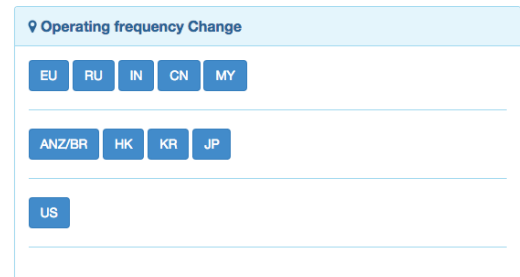 Operating frequency Change
EU RU IN CN MY
ANZ/BR HK KR JP
US